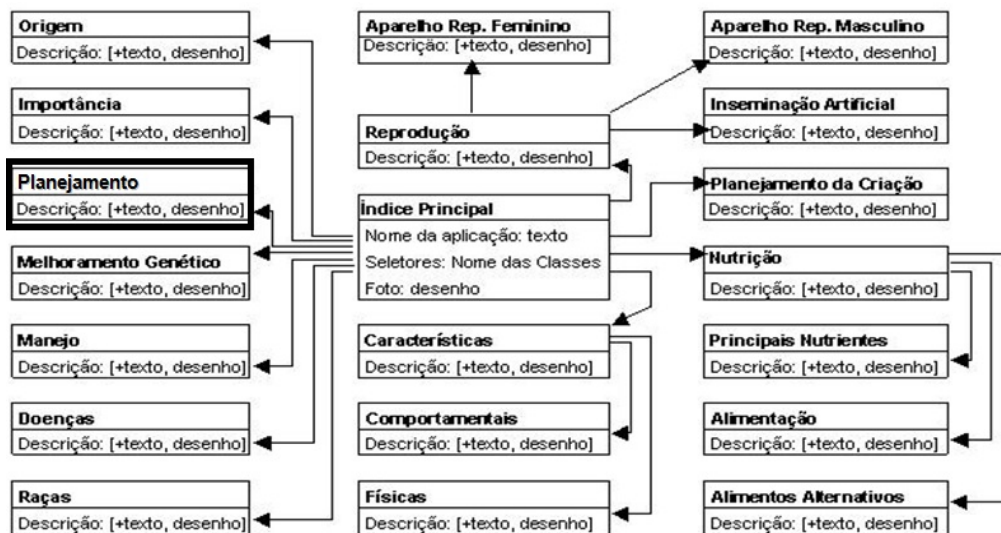 Origem
Descrição: [+texto, desenho]
Importância
Descrição: [+texto, desenho]
Planejamento
Descrição: [+texto, desenho]
Melhoramento Genético
Descrição: [+texto, desenho]
Manejo
Descrição: [+texto, desenho]
Doenças
Descrição: [+texto, desenho]
Raças
Descrição: [+texto, desenho]
Aparelho Rep. Feminino
Descrição: [+texto, desenho]
Reprodução
Descrição: [+texto, desenho]
Índice Principal
Nome da aplicação: texto
Seletores: Nome das Classes
Foto: desenho
Características
Descrição: [+texto, desenho]
Comportamentais
Descrição: [+texto, desenho]
Físicas
Descrição: [+texto, desenho]
Aparelho Rep. Masculino
Descrição: [+texto, desenho]
Inseminação Artificial
Descrição: [+texto, desenho]
Planejamento da Criação
Descrição: [+texto, desenho]
Nutrição
Descrição: [+texto, desenho]
Principais Nutrientes
Descrição: [+texto, desenho]
Alimentação
Descrição: [+texto, desenho]
Alimentos Alternativos
Descrição: [+texto, desenho]